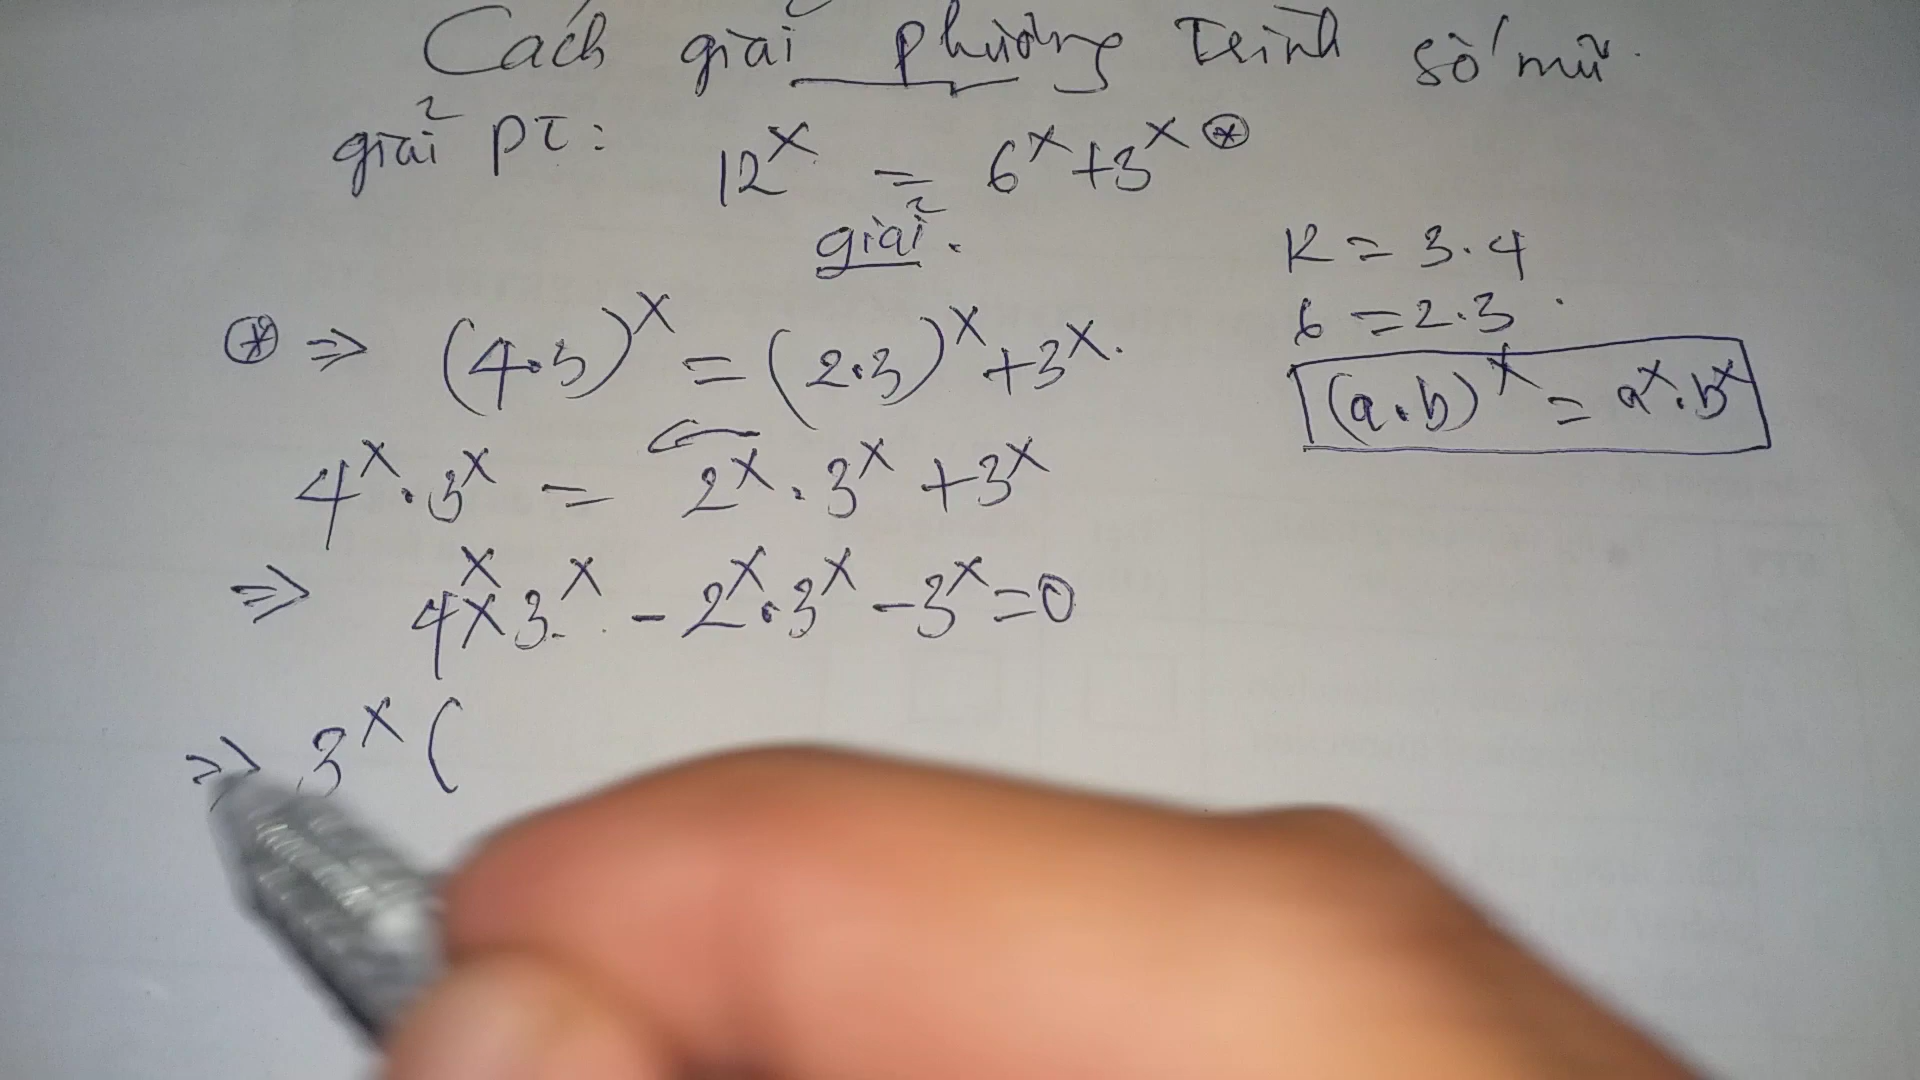 Cách giải phương trình số mũ.
giải PT: 12^x = 6^x + 3^x ⊛
giải.
12 = 3.4
6 = 2.3
(a.b)^x = a^x . b^x
⊛ => (4.3)^x = (2.3)^x + 3^x.
4^x . 3^x = 2^x . 3^x + 3^x
=> 4^x × 3^x - 2^x . 3^x - 3^x = 0
=> 3^x (